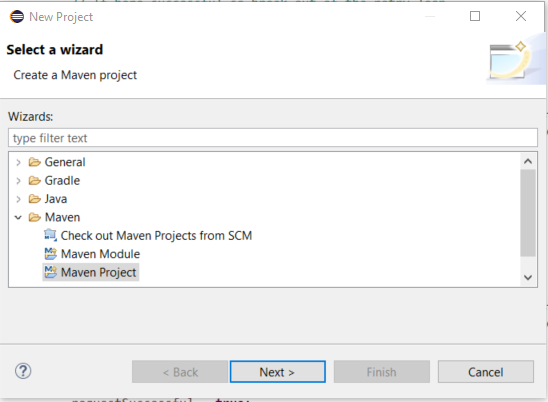 New Project
Select a wizard
Create a Maven project
Wizards:
type filter text
General
Gradle
Java
Maven
Check out Maven Projects from SCM
Maven Module
Maven Project
< Back
Next >
Finish
Cancel